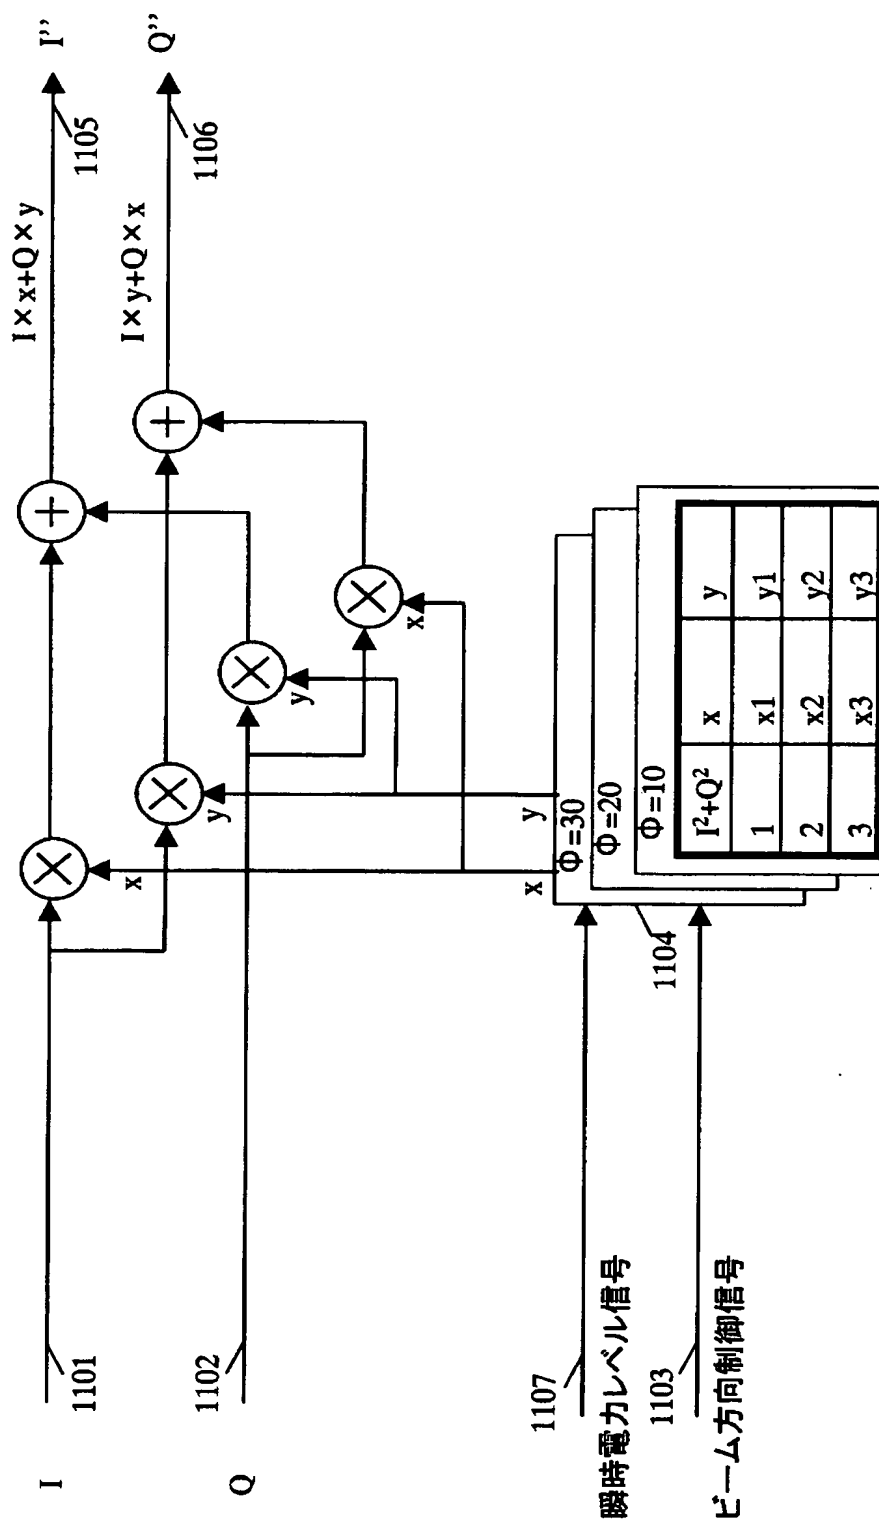 I
1101
I×x+Q×y
1105
I’’
Q
1102
I×y+Q×x
1106
Q’’
x
y
y
x
x
y
1107
瞬時電力レベル信号
1103
ビーム方向制御信号
1104
Φ=30
Φ=20
Φ=10
I²+Q² x y
1 x1 y1
2 x2 y2
3 x3 y3